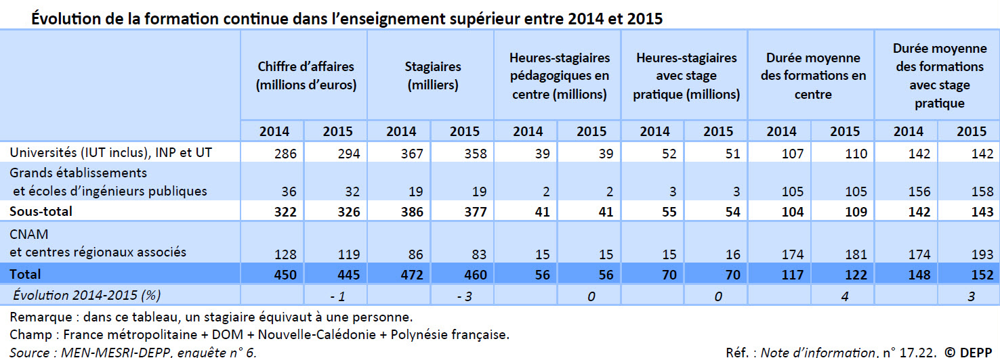 Évolution de la formation continue dans l’enseignement supérieur entre 2014 et 2015
Chiffre d’affaires (millions d’euros) Stagiaires (milliers) Heures-stagiaires pédagogiques en centre (millions) Heures-stagiaires avec stage pratique (millions) Durée moyenne des formations en centre Durée moyenne des formations avec stage pratique
2014 2015 2014 2015 2014 2015 2014 2015 2014 2015 2014 2015
Universités (IUT inclus), INP et UT 286 294 367 358 39 39 52 51 107 110 142 142
Grands établissements
et écoles d’ingénieurs publiques 36 32 19 19 2 2 3 3 105 105 156 158
Sous-total 322 326 386 377 41 41 55 54 104 109 142 143
CNAM
et centres régionaux associés 128 119 86 83 15 15 15 16 174 181 174 193
Total 450 445 472 460 56 56 70 70 117 122 148 152
Évolution 2014-2015 (%) - 1 - 3 0 0 4 3
Remarque : dans ce tableau, un stagiaire équivaut à une personne.
Champ : France métropolitaine + DOM + Nouvelle-Calédonie + Polynésie française.
Source : MEN-MESRI-DEPP, enquête n° 6. Réf. : Note d’information, n° 17.22. © DEPP